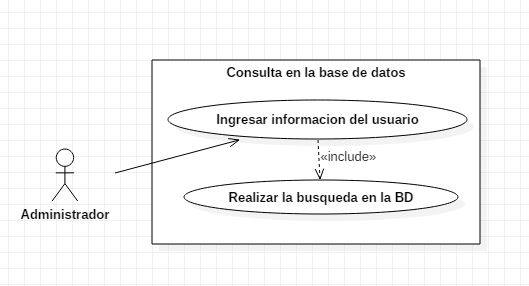 Consulta en la base de datos
Ingresar informacion del usuario
«include»
Administrador
Realizar la busqueda en la BD